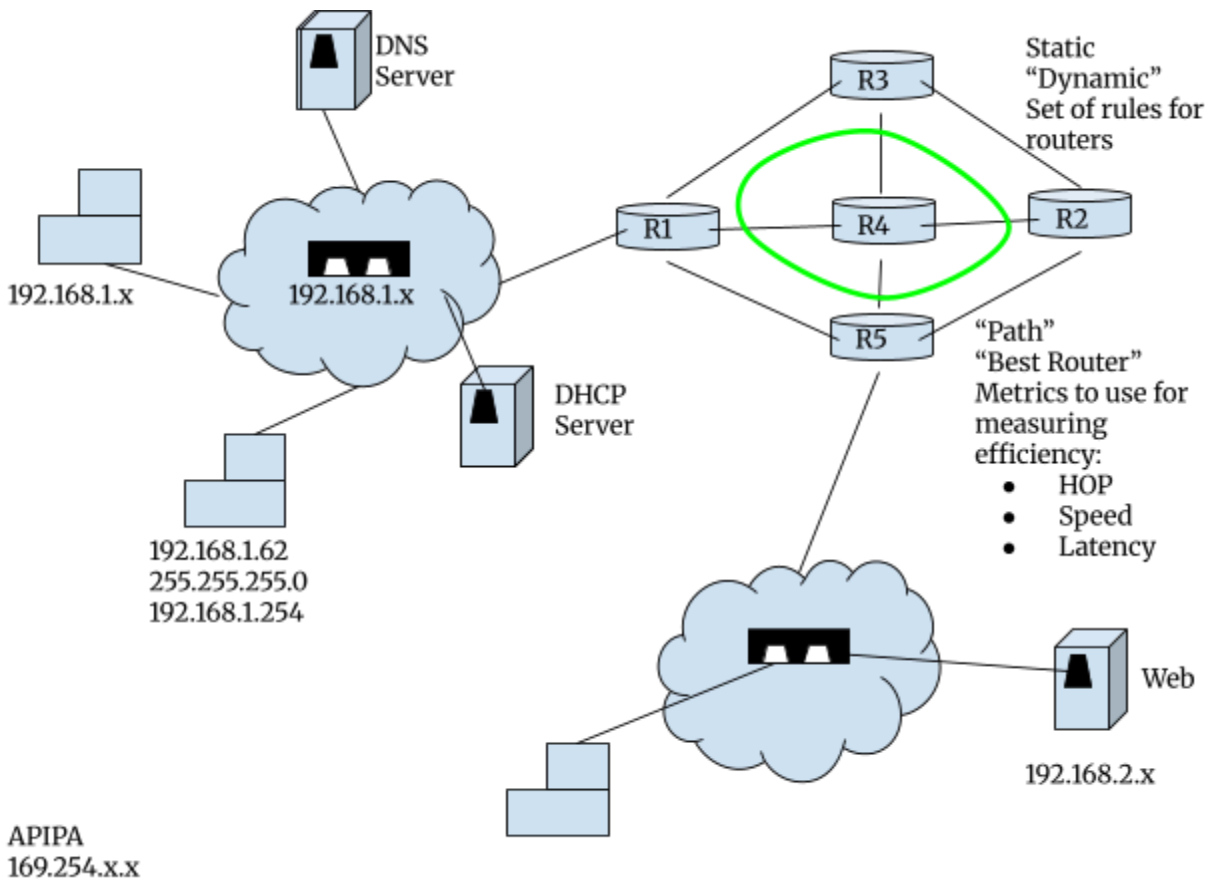 DNS
Server
192.168.1.x
192.168.1.x
DHCP
Server
192.168.1.62
255.255.255.0
192.168.1.254
R3
R1
R4
R2
R5
Static
“Dynamic”
Set of rules for
routers
“Path”
“Best Router”
Metrics to use for
measuring
efficiency:
● HOP
● Speed
● Latency
Web
192.168.2.x
APIPA
169.254.x.x